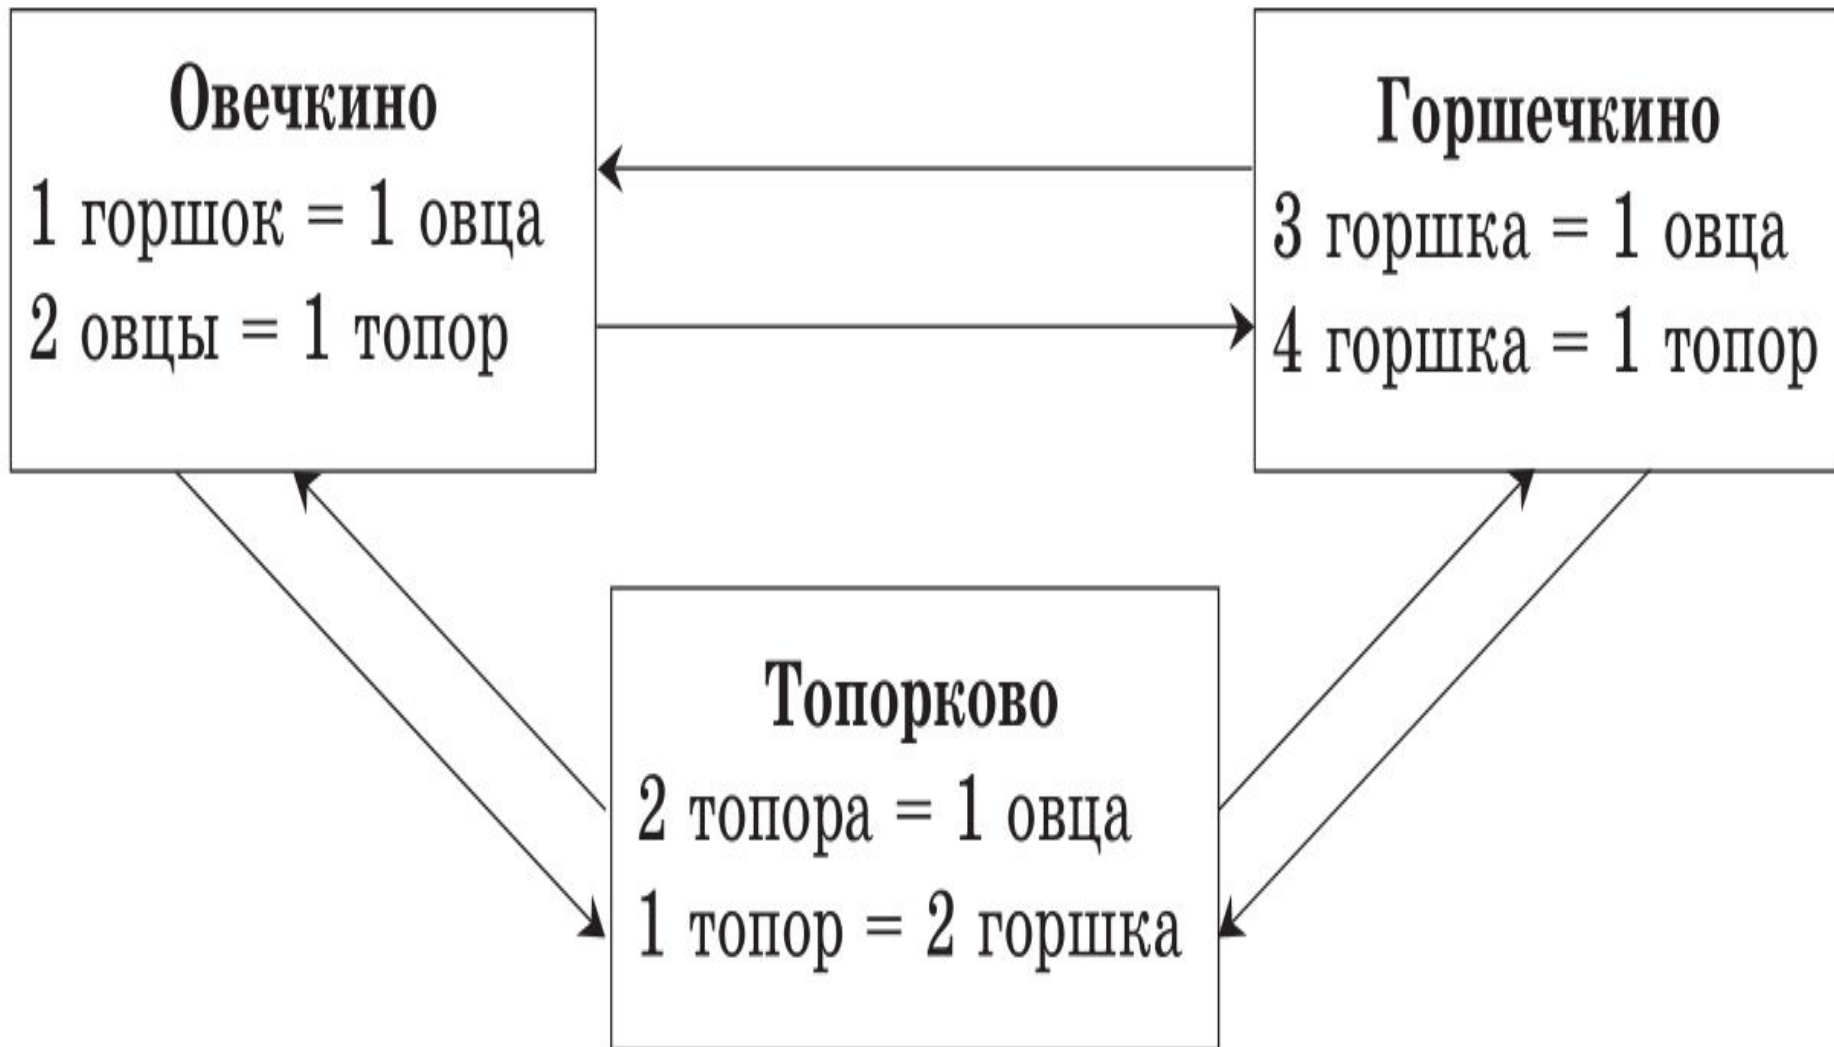 Овечкино
1 горшок = 1 овца
2 овцы = 1 топор
Горшечкино
3 горшка = 1 овца
4 горшка = 1 топор
Топорково
2 топора = 1 овца
1 топор = 2 горшка